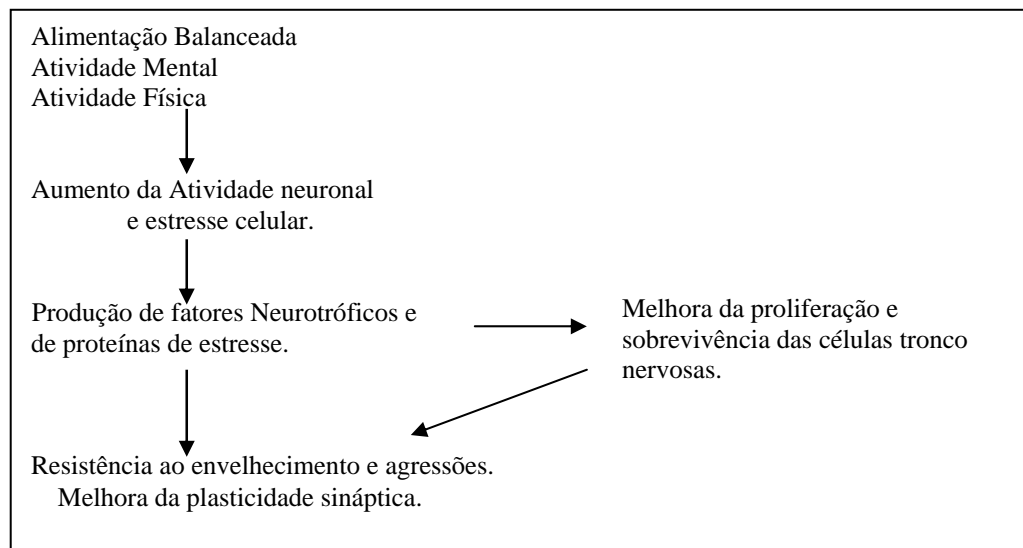 Alimentação Balanceada
Atividade Mental
Atividade Física
Aumento da Atividade neuronal
e estresse celular.
Produção de fatores Neurotróficos e
de proteínas de estresse.
Melhora da proliferação e
sobrevivência das células tronco
nervosas.
Resistência ao envelhecimento e agressões.
Melhora da plasticidade sináptica.